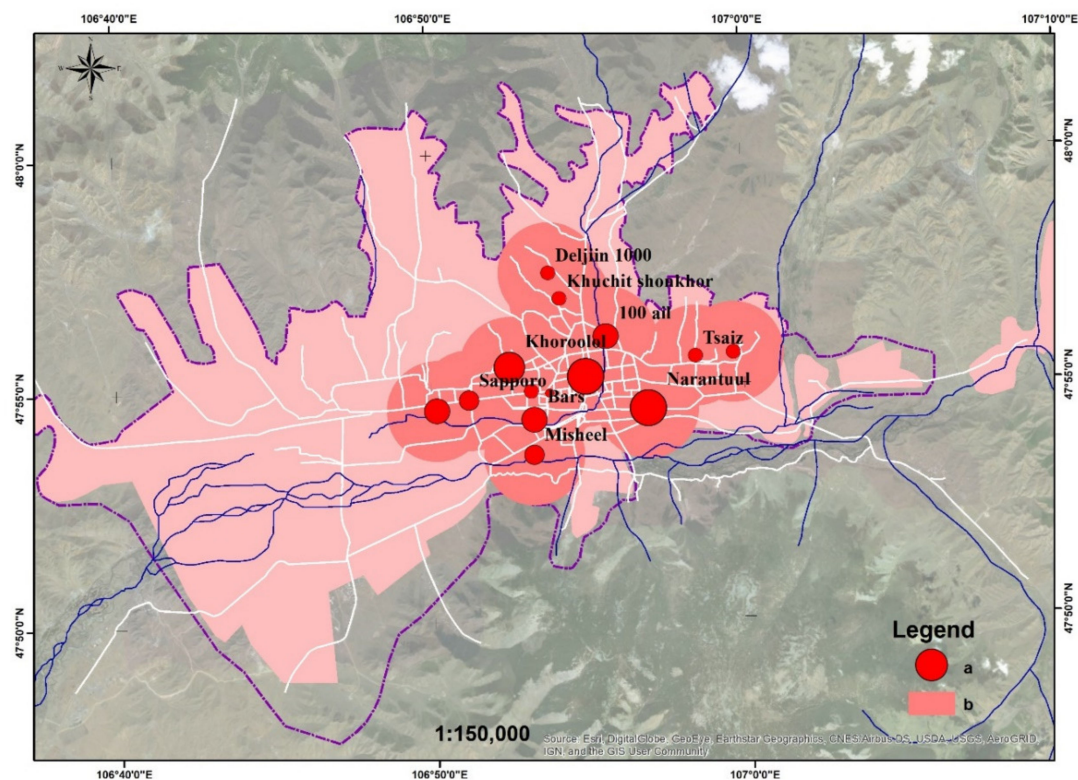 106°40'0"E 106°50'0"E 107°0'0"E 107°10'0"E
48°0'0"N 48°0'0"N
Deljiin 1000
Khuchit shonkhor
100 ail
Khoroolol
Tsaiz
47°55'0"N 47°55'0"N
Sapporo
Narantuul
Bars
Misheel
47°50'0"N 47°50'0"N
Legend
a
b
1:150,000
Source: Esri, DigitalGlobe, GeoEye, Earthstar Geographics, CNES/Airbus DS, USDA, USGS, AeroGRID
IGN, and the GIS User Community
106°40'0"E 106°50'0"E 107°0'0"E